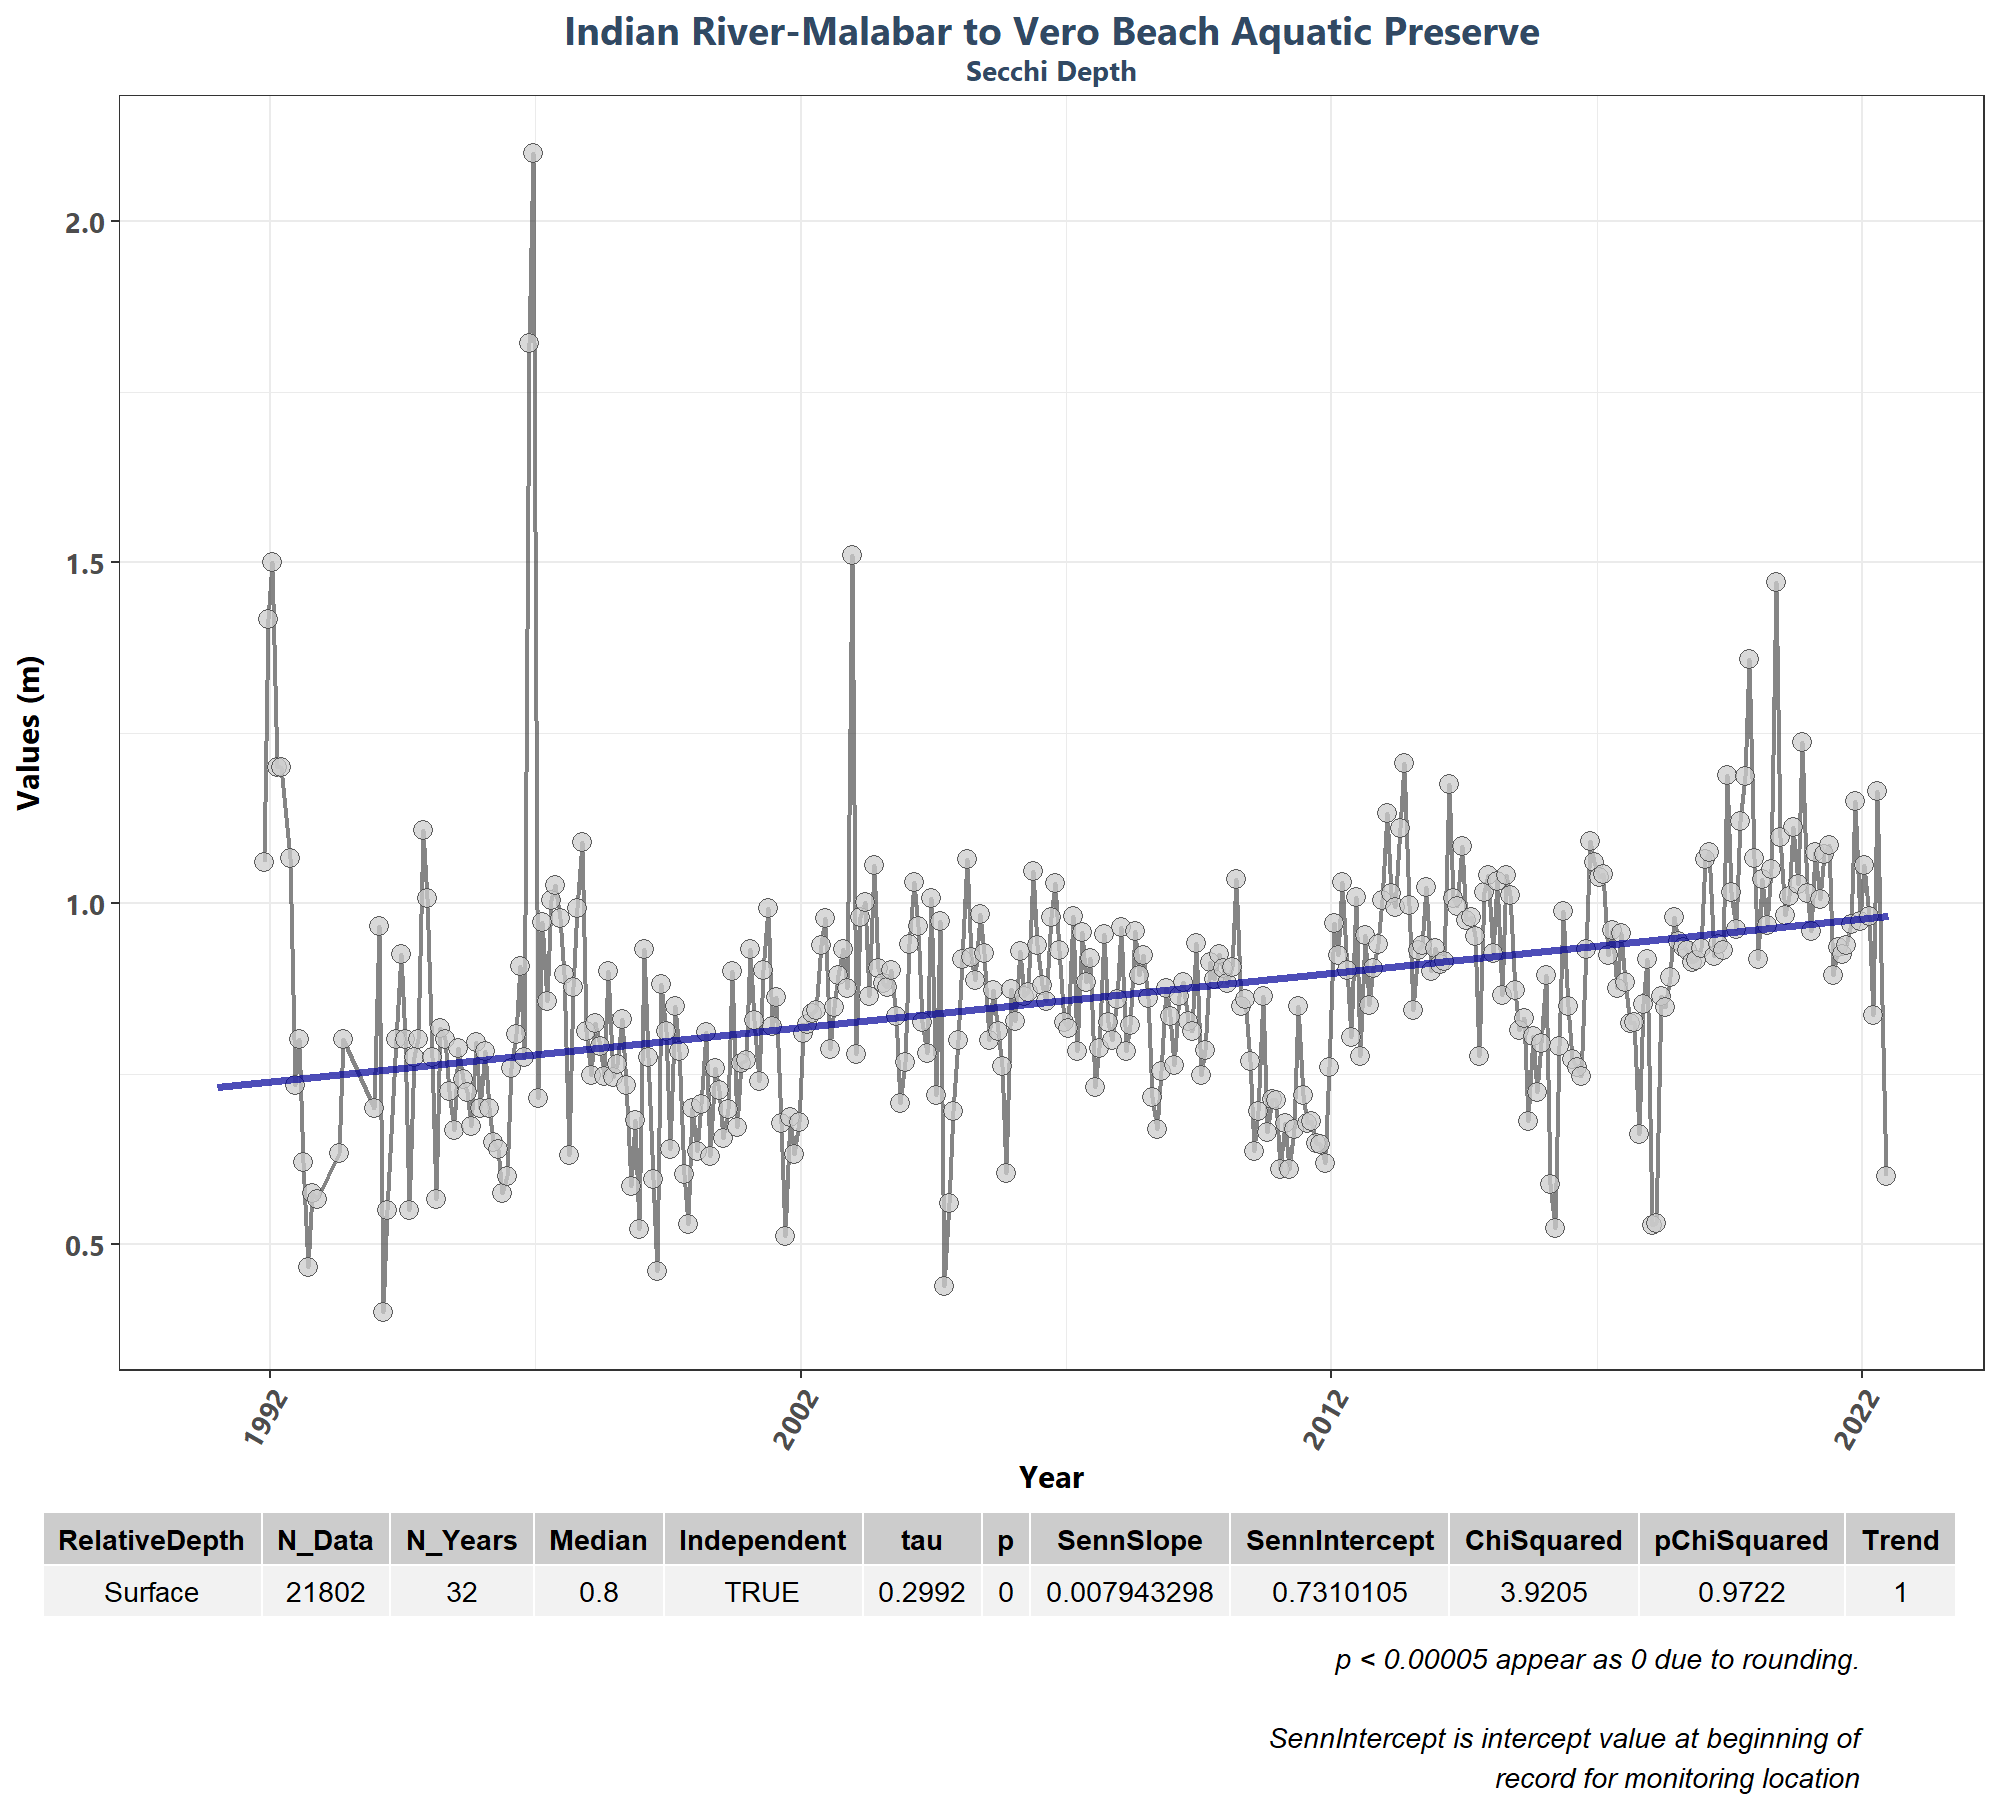 Indian River-Malabar to Vero Beach Aquatic Preserve
Secchi Depth
Values (m)
2.0
1.5
1.0
0.5
1992 2002 2012 2022
Year
RelativeDepth N_Data N_Years Median Independent tau p SennSlope SennIntercept ChiSquared pChiSquared Trend
Surface 21802 32 0.8 TRUE 0.2992 0 0.007943298 0.7310105 3.9205 0.9722 1
p < 0.00005 appear as 0 due to rounding.
SennIntercept is intercept value at beginning of
record for monitoring location